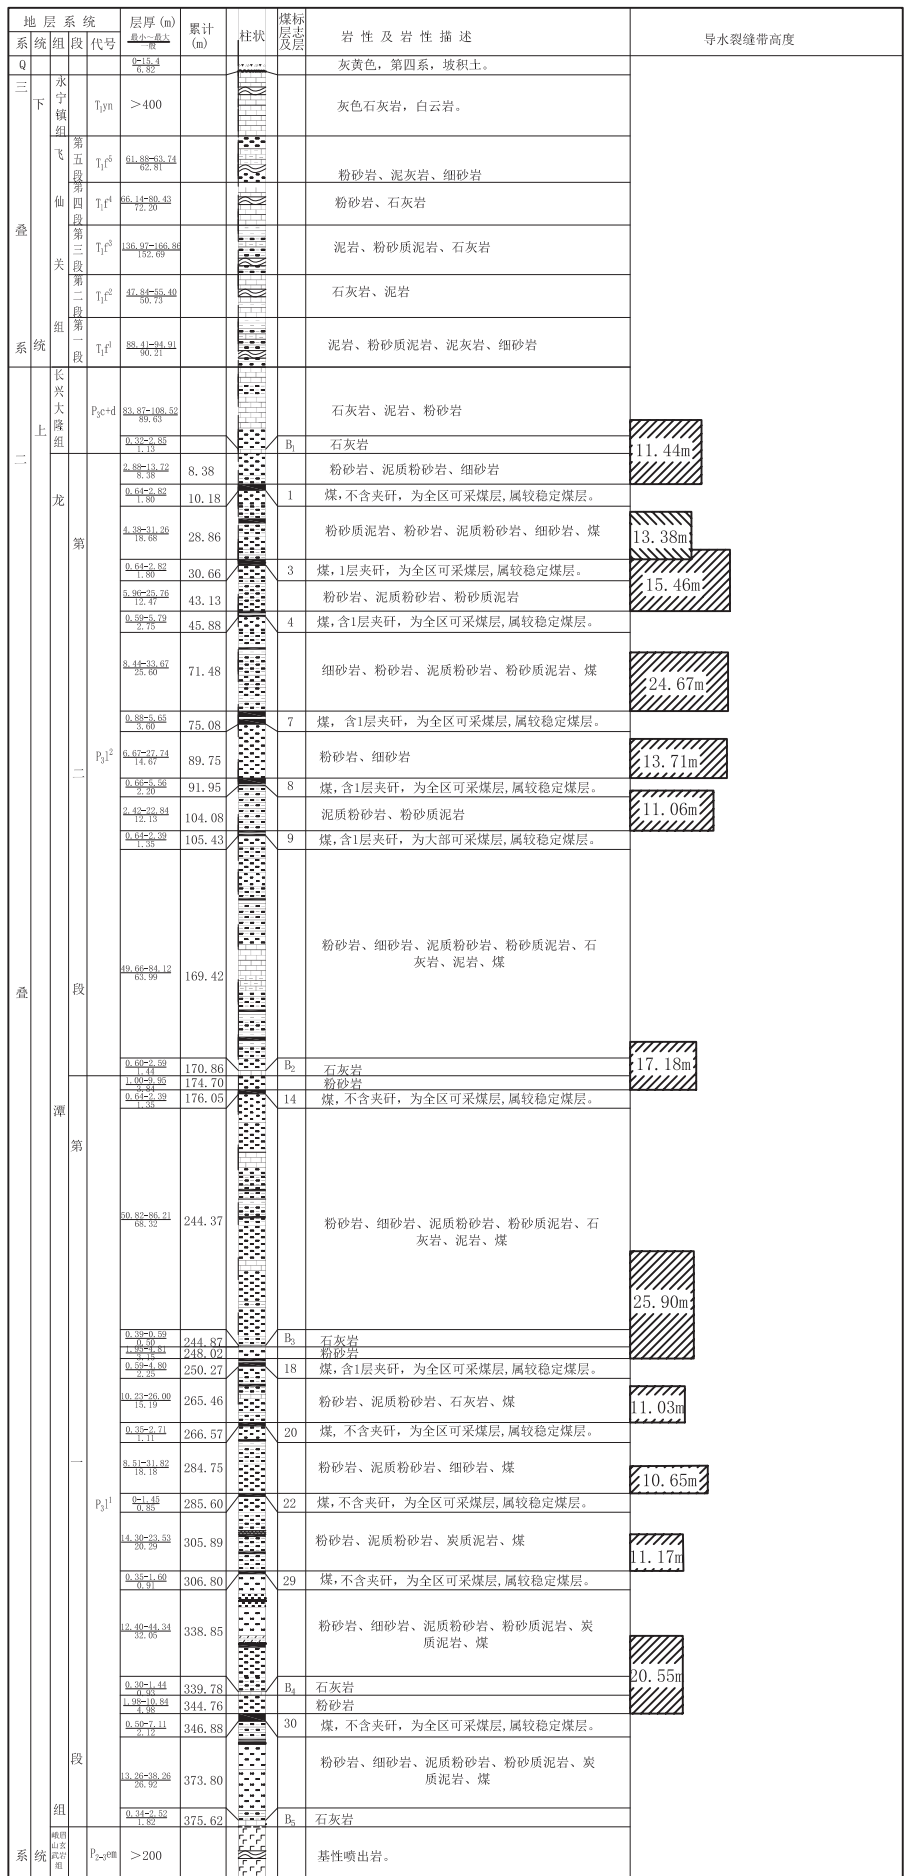 地 层 系 统
层厚 (m)
最小~最大
一般
累计
(m)
柱状
煤标
层志
及层
岩 性 及 岩 性 描 述
导水裂缝带高度
系 统 组 段 代号
Q
0-15.4
6.82
灰黄色，第四系，坡积土。
三
叠
系
下
统
永宁镇组
T₁yn
>400
灰色石灰岩，白云岩。
飞仙关组
第五段
T₁f⁵
61.88-63.74
62.81
粉砂岩、泥灰岩、细砂岩
第四段
T₁f⁴
66.14-80.43
72.20
粉砂岩、石灰岩
第三段
T₁f³
136.97-166.86
152.69
泥岩、粉砂质泥岩、石灰岩
第二段
T₁f²
47.84-55.40
50.73
石灰岩、泥岩
第一段
T₁f¹
88.41-94.91
90.21
泥岩、粉砂质泥岩、泥灰岩、细砂岩
二
叠
系
上
统
长兴大隆组
P₃c+d
83.87-108.52
89.63
石灰岩、泥岩、粉砂岩
0.32-2.85
1.13
B₁
石灰岩
11.44m
龙
潭
组
第
二
段
P₃l²
2.88-13.72
8.38
8.38
粉砂岩、泥质粉砂岩、细砂岩
0.64-2.82
1.80
10.18
1
煤，不含夹矸，为全区可采煤层,属较稳定煤层。
4.38-31.26
18.68
28.86
粉砂质泥岩、粉砂岩、泥质粉砂岩、细砂岩、煤
13.38m
0.64-2.82
1.80
30.66
3
煤，1层夹矸，为全区可采煤层,属较稳定煤层。
15.46m
5.96-25.76
12.47
43.13
粉砂岩、泥质粉砂岩、粉砂质泥岩
0.59-5.79
2.75
45.88
4
煤，含1层夹矸，为全区可采煤层,属较稳定煤层。
8.44-33.67
25.60
71.48
细砂岩、粉砂岩、泥质粉砂岩、粉砂质泥岩、煤
24.67m
0.88-5.65
3.60
75.08
7
煤，含1层夹矸，为全区可采煤层,属较稳定煤层。
6.67-27.74
14.67
89.75
粉砂岩、细砂岩
13.71m
0.66-5.56
2.20
91.95
8
煤，含1层夹矸，为全区可采煤层,属较稳定煤层。
2.42-22.84
12.13
104.08
泥质粉砂岩、粉砂质泥岩
11.06m
0.64-2.39
1.35
105.43
9
煤，含1层夹矸，为大部可采煤层,属较稳定煤层。
49.66-84.12
63.99
169.42
粉砂岩、细砂岩、泥质粉砂岩、粉砂质泥岩、石
灰岩、泥岩、煤
0.60-2.59
1.44
170.86
B₂
石灰岩
17.18m
第
一
段
P₃l¹
1.00-9.95
3.84
174.70
粉砂岩
0.64-2.39
1.35
176.05
14
煤，不含夹矸，为全区可采煤层,属较稳定煤层。
50.82-86.21
68.32
244.37
粉砂岩、细砂岩、泥质粉砂岩、粉砂质泥岩、石
灰岩、泥岩、煤
25.90m
0.39-0.59
0.50
244.87
B₃
石灰岩
1.95-4.81
3.15
248.02
粉砂岩
0.59-4.80
2.25
250.27
18
煤，含1层夹矸，为全区可采煤层,属较稳定煤层。
10.23-26.00
15.19
265.46
粉砂岩、泥质粉砂岩、石灰岩、煤
11.03m
0.35-2.71
1.11
266.57
20
煤，不含夹矸，为全区可采煤层,属较稳定煤层。
8.51-31.82
18.18
284.75
粉砂岩、泥质粉砂岩、细砂岩、煤
10.65m
0-1.45
0.85
285.60
22
煤，不含夹矸，为全区可采煤层,属较稳定煤层。
14.30-23.53
20.29
305.89
粉砂岩、泥质粉砂岩、炭质泥岩、煤
11.17m
0.35-1.60
0.91
306.80
29
煤，不含夹矸，为全区可采煤层,属较稳定煤层。
12.40-44.34
32.05
338.85
粉砂岩、细砂岩、泥质粉砂岩、粉砂质泥岩、炭
质泥岩、煤
20.55m
0.30-1.44
0.93
339.78
B₄
石灰岩
1.98-10.84
4.98
344.76
粉砂岩
0.50-7.11
2.12
346.88
30
煤，不含夹矸，为全区可采煤层,属较稳定煤层。
13.26-38.26
26.92
373.80
粉砂岩、细砂岩、泥质粉砂岩、粉砂质泥岩、炭
质泥岩、煤
0.34-2.52
1.82
375.62
B₅
石灰岩
峨眉山玄武岩组
P₂₋₃em
>200
基性喷出岩。